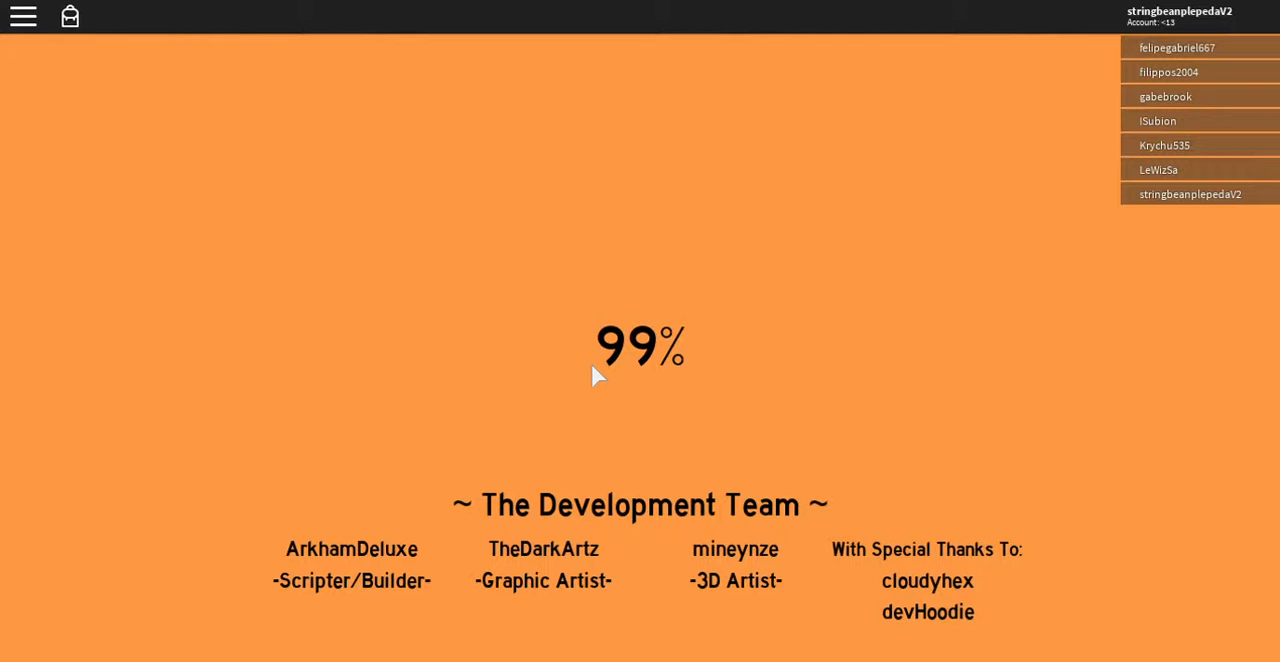 stringbeanplepedaV2
Account: <13
felipegabriel667
filippos2004
gabebrook
ISubion
Krychu535
LeWizSa
stringbeanplepedaV2
99%
~ The Development Team ~
ArkhamDeluxe TheDarkArtz mineynze With Special Thanks To:
-Scripter/Builder- -Graphic Artist- -3D Artist- cloudyhex
devHoodie